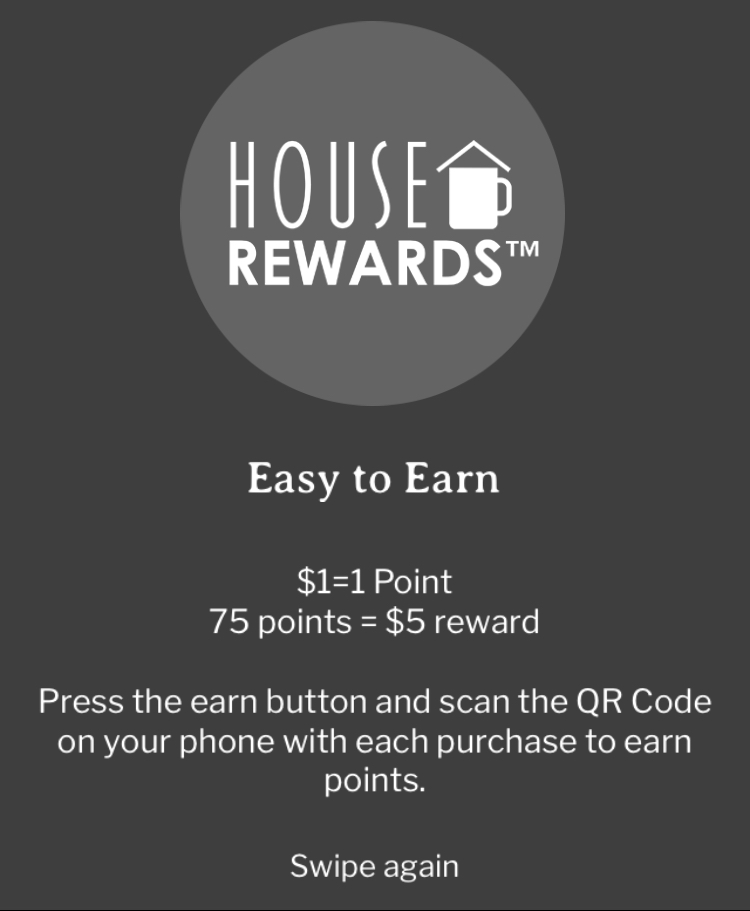 HOUSE
REWARDS™
Easy to Earn
$1=1 Point
75 points = $5 reward
Press the earn button and scan the QR Code
on your phone with each purchase to earn
points.
Swipe again